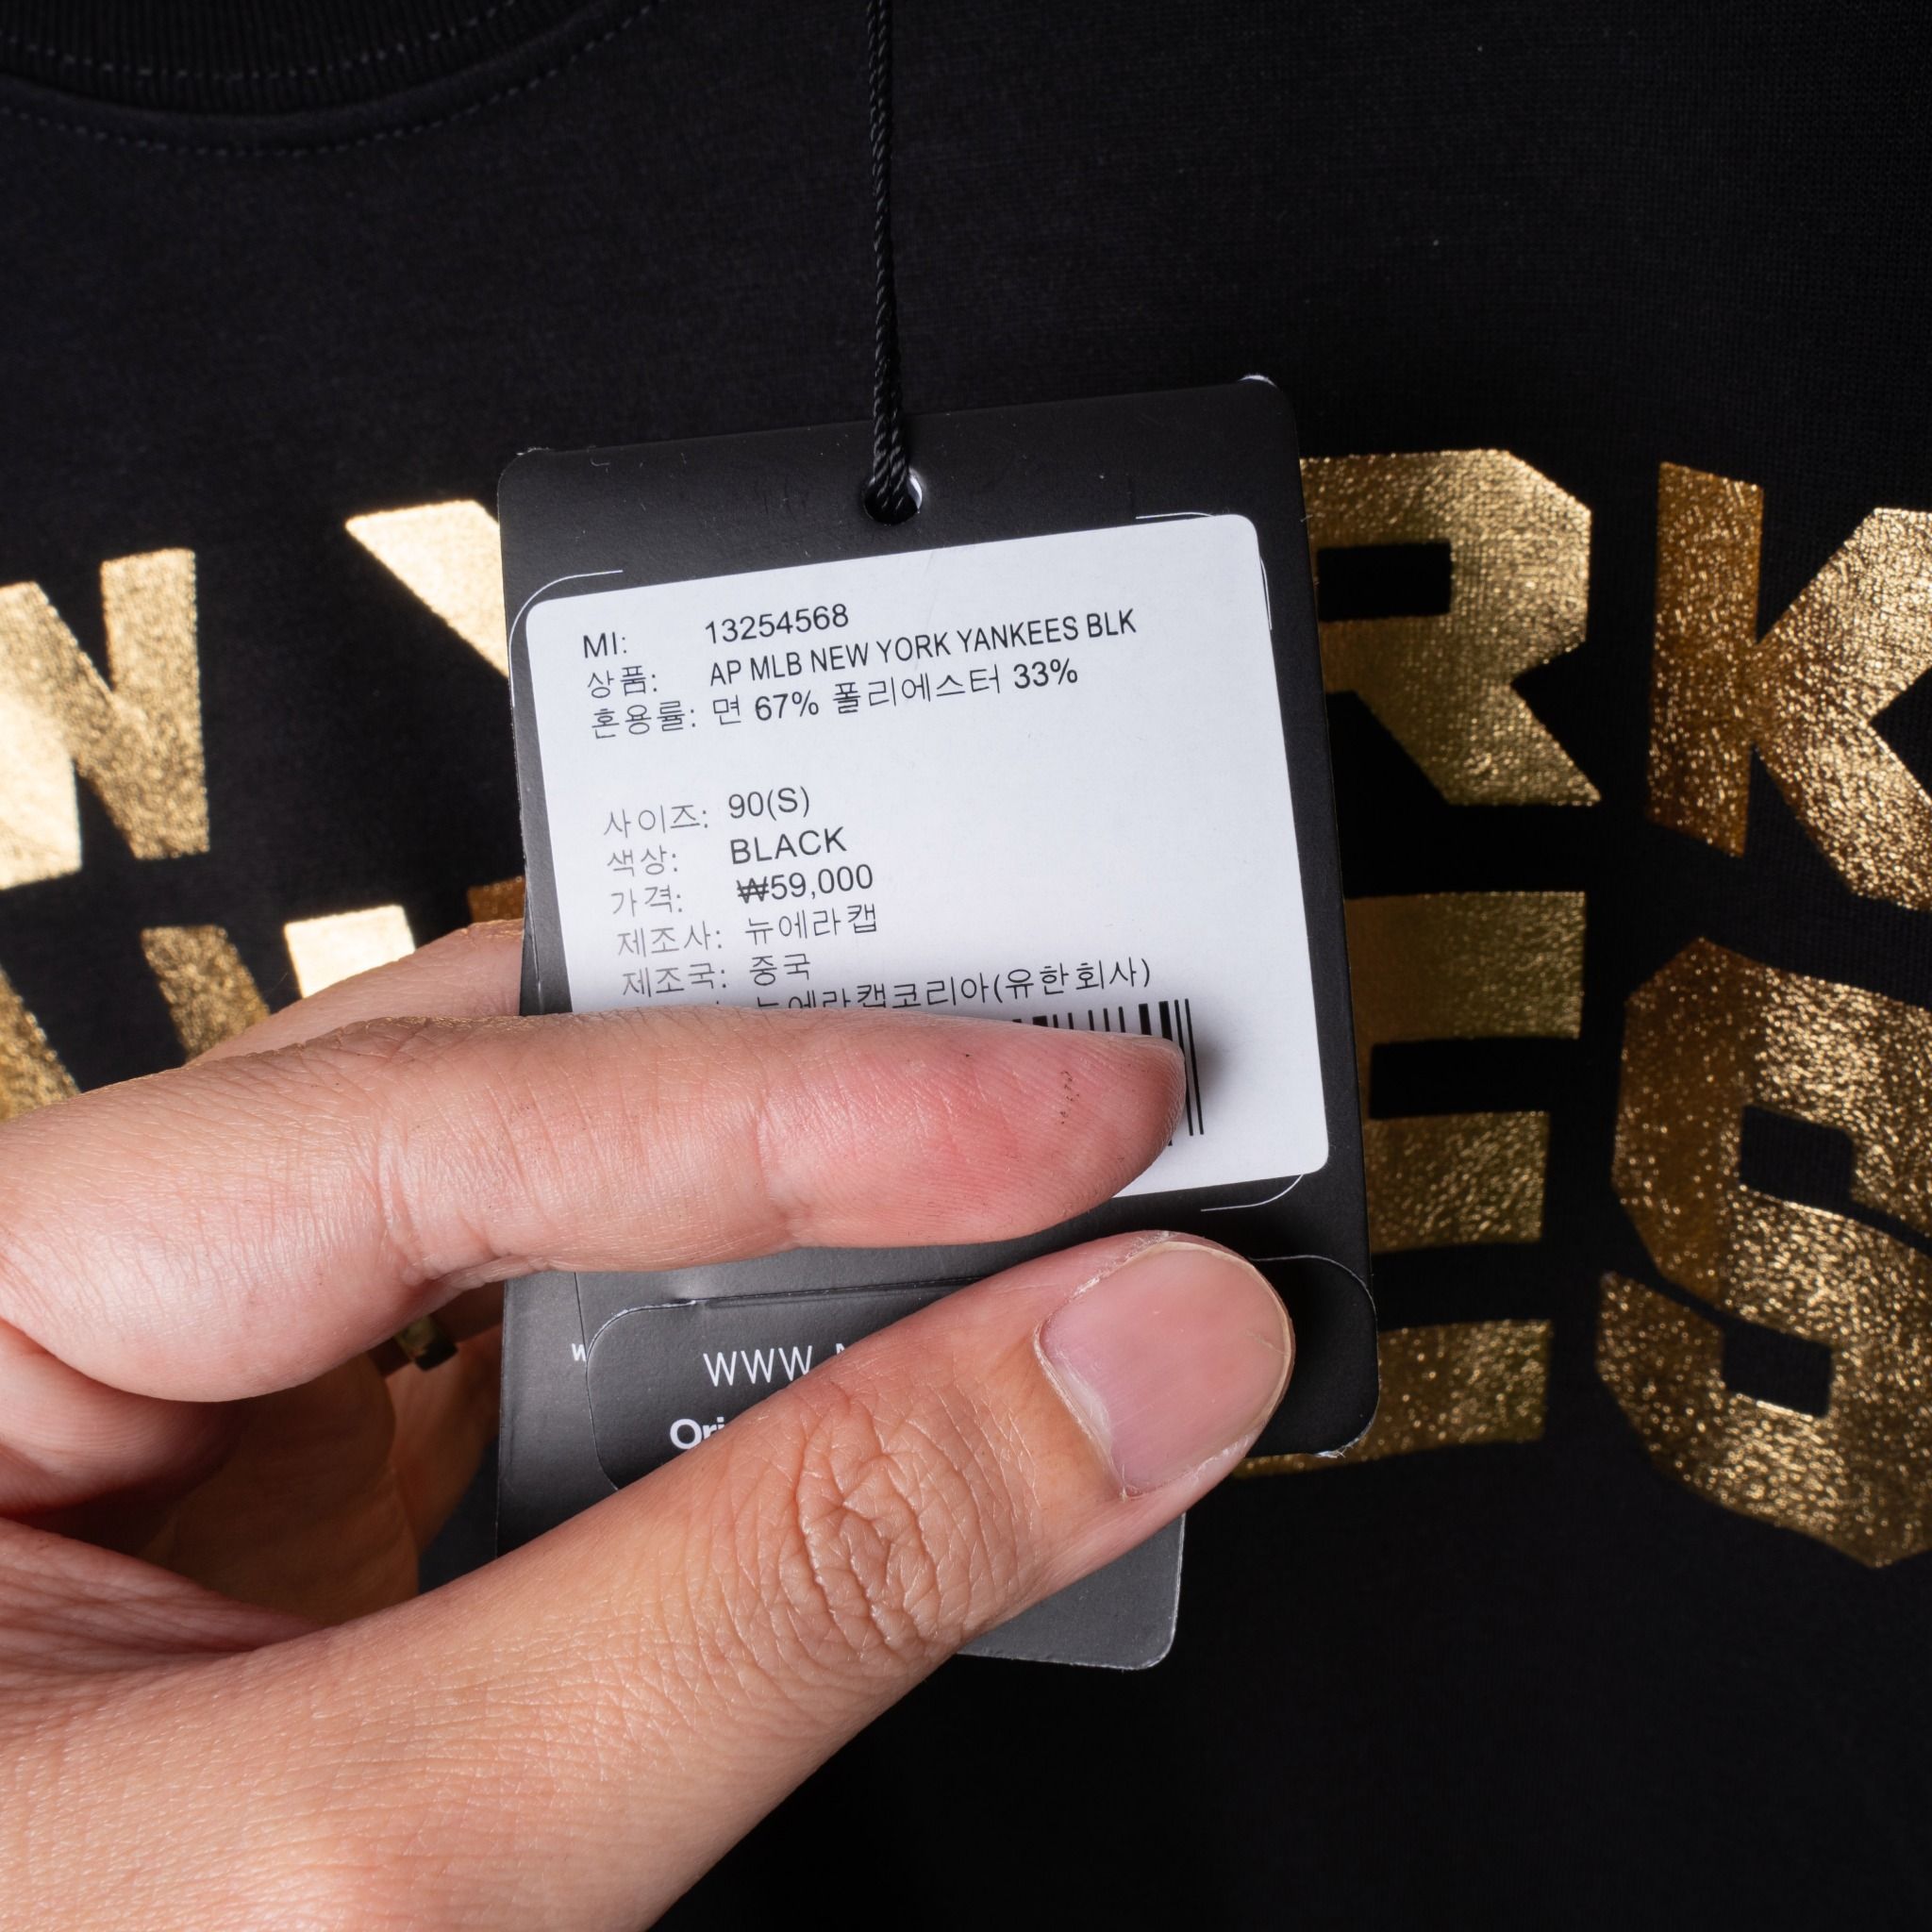 MI: 13254568
상품: AP MLB NEW YORK YANKEES BLK
혼용률: 면 67% 폴리에스터 33%
사이즈: 90(S)
색상: BLACK
가격: ₩59,000
제조사: 뉴에라캡
제조국: 중국
뉴에라캡코리아(유한회사)
WWW.